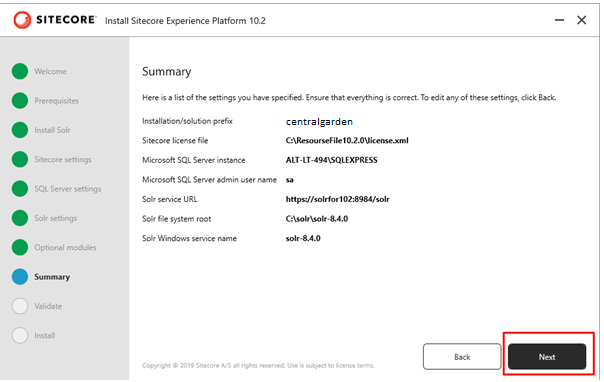 SITECORE Install Sitecore Experience Platform 10.2
Welcome
Prerequisites
Install Solr
Sitecore settings
SQL Server settings
Solr settings
Optional modules
Summary
Validate
Install
Summary
Here is a list of the settings you have specified. Ensure that everything is correct. To edit any of these settings, click Back.
Installation/solution prefix centralgarden
Sitecore license file C:\ResourseFile10.2.0\license.xml
Microsoft SQL Server instance ALT-LT-494\SQLEXPRESS
Microsoft SQL Server admin user name sa
Solr service URL https://solrfor102:8984/solr
Solr file system root C:\solr\solr-8.4.0
Solr Windows service name solr-8.4.0
Back Next
Copyright © 2019 Sitecore A/S all rights reserved. Use is subject to license terms.